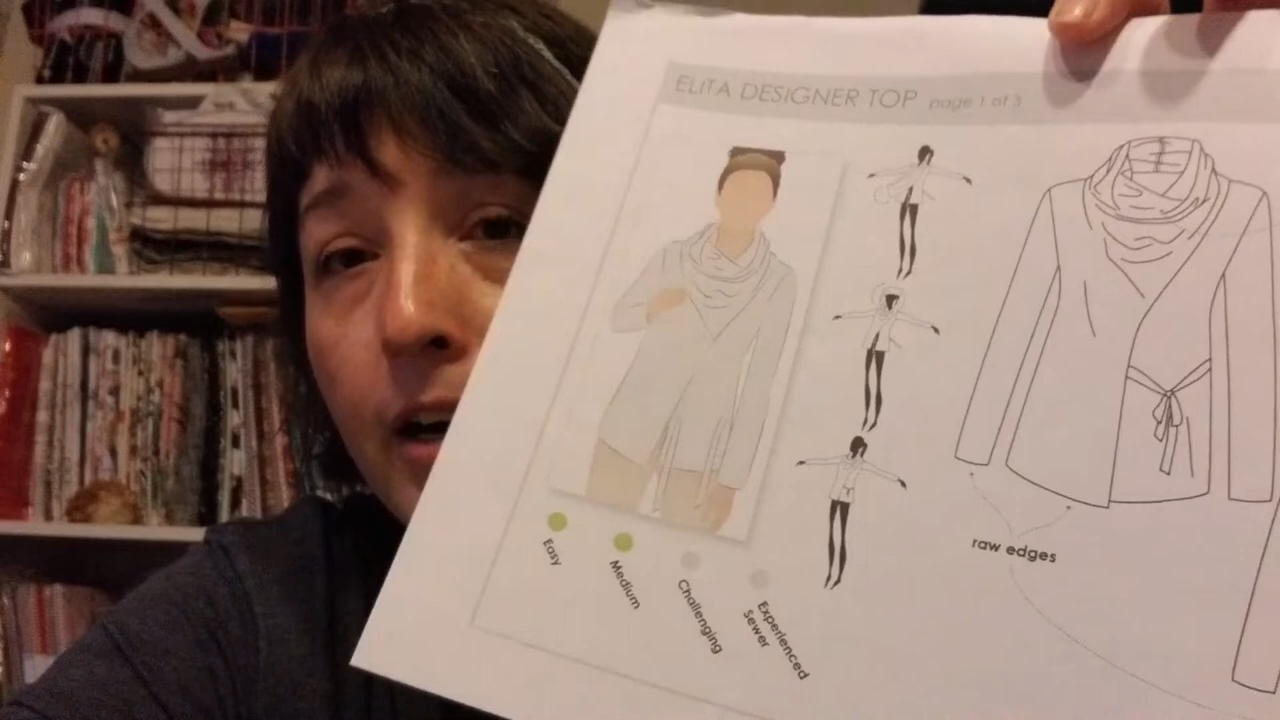 ELITA DESIGNER TOP page 1 of 3
raw edges
Easy
Medium
Challenging
Experienced
Sewer